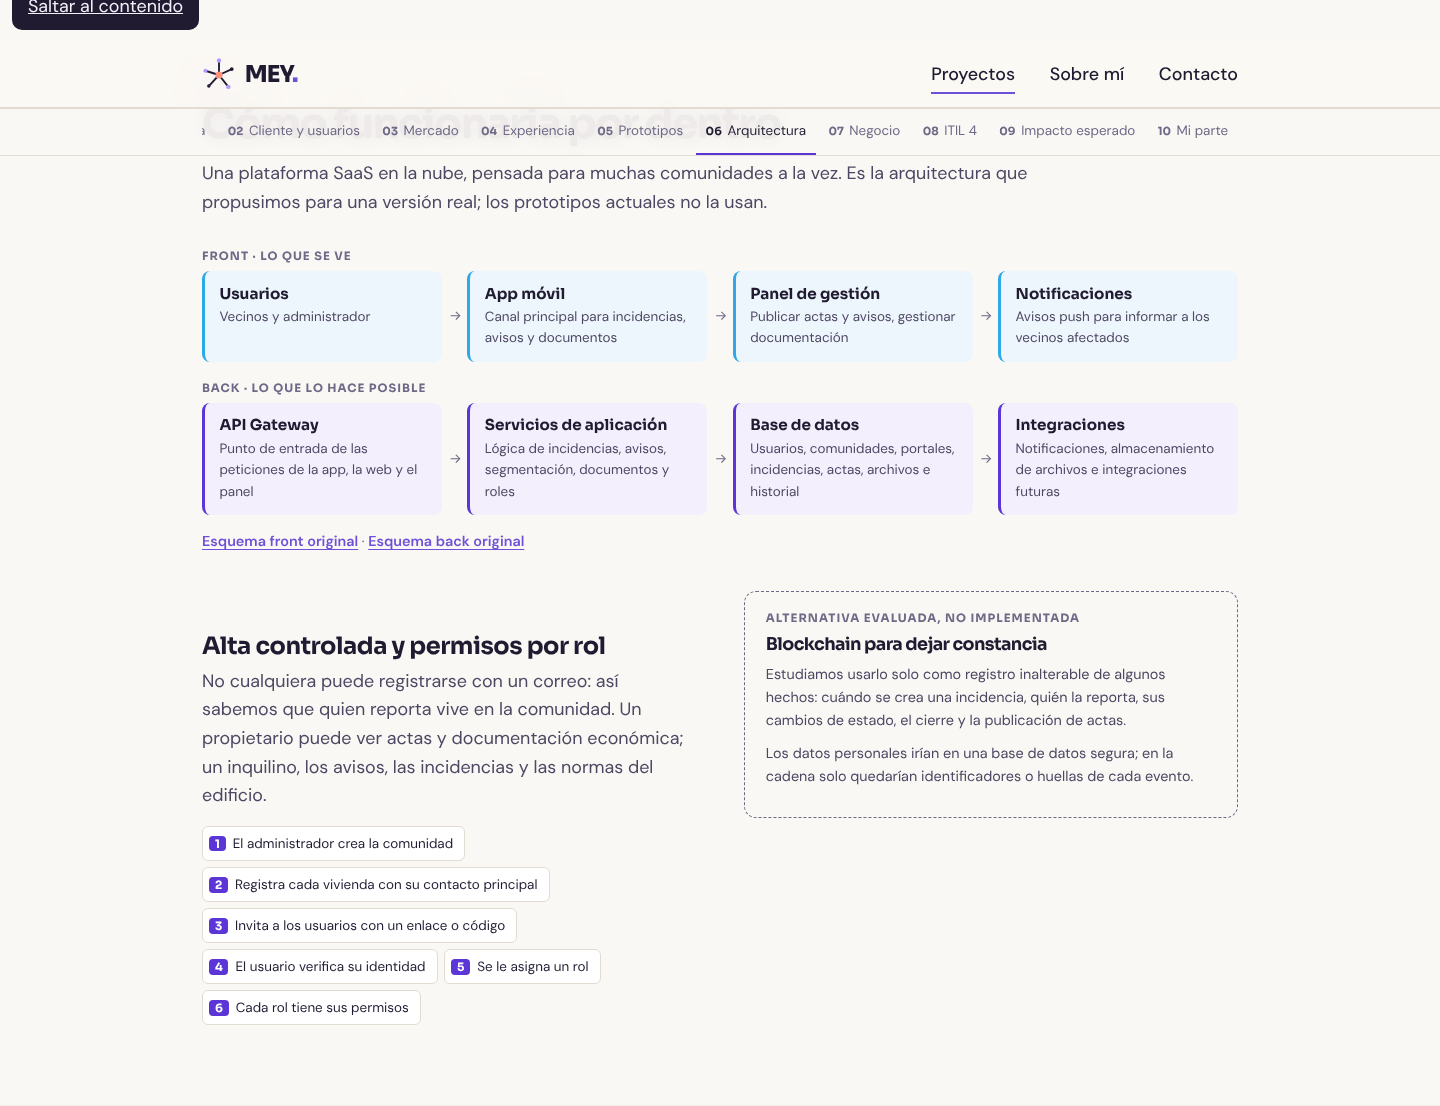 Saltar al contenido
MEY.
Proyectos
Sobre mí
Contacto
Cómo funcionaría por dentro
a
02 Cliente y usuarios
03 Mercado
04 Experiencia
05 Prototipos
06 Arquitectura
07 Negocio
08 ITIL 4
09 Impacto esperado
10 Mi parte
Una plataforma SaaS en la nube, pensada para muchas comunidades a la vez. Es la arquitectura que
propusimos para una versión real; los prototipos actuales no la usan.
FRONT · LO QUE SE VE
Usuarios
Vecinos y administrador
→
App móvil
Canal principal para incidencias,
avisos y documentos
→
Panel de gestión
Publicar actas y avisos, gestionar
documentación
→
Notificaciones
Avisos push para informar a los
vecinos afectados
BACK · LO QUE LO HACE POSIBLE
API Gateway
Punto de entrada de las
peticiones de la app, la web y el
panel
→
Servicios de aplicación
Lógica de incidencias, avisos,
segmentación, documentos y
roles
→
Base de datos
Usuarios, comunidades, portales,
incidencias, actas, archivos e
historial
→
Integraciones
Notificaciones, almacenamiento
de archivos e integraciones
futuras
Esquema front original · Esquema back original
Alta controlada y permisos por rol
No cualquiera puede registrarse con un correo: así
sabemos que quien reporta vive en la comunidad. Un
propietario puede ver actas y documentación económica;
un inquilino, los avisos, las incidencias y las normas del
edificio.
1 El administrador crea la comunidad
2 Registra cada vivienda con su contacto principal
3 Invita a los usuarios con un enlace o código
4 El usuario verifica su identidad
5 Se le asigna un rol
6 Cada rol tiene sus permisos
ALTERNATIVA EVALUADA, NO IMPLEMENTADA
Blockchain para dejar constancia
Estudiamos usarlo solo como registro inalterable de algunos
hechos: cuándo se crea una incidencia, quién la reporta, sus
cambios de estado, el cierre y la publicación de actas.
Los datos personales irían en una base de datos segura; en la
cadena solo quedarían identificadores o huellas de cada evento.